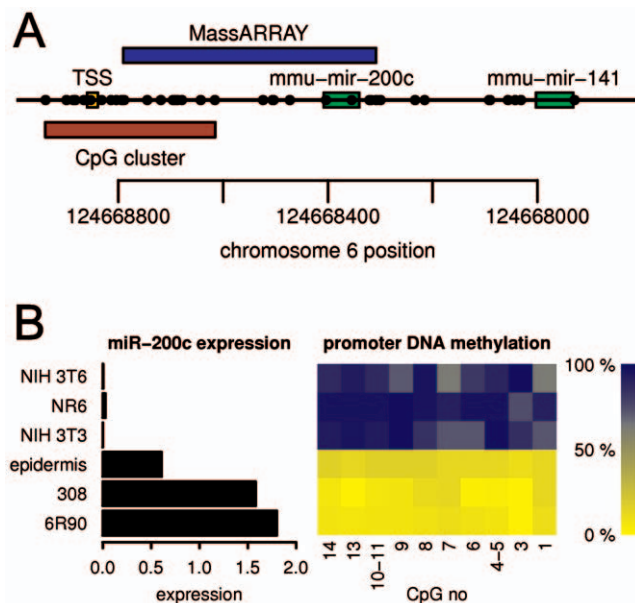 A
MassARRAY
TSS
mmu-mir-200c
mmu-mir-141
CpG cluster
124668800
124668400
124668000
chromosome 6 position
B
miR-200c expression
promoter DNA methylation
NIH 3T6
NR6
NIH 3T3
epidermis
308
6R90
100 %
50 %
0 %
0.0 0.5 1.0 1.5 2.0
expression
14 13 10-11 9 8 7 6 4-5 3 1
CpG no